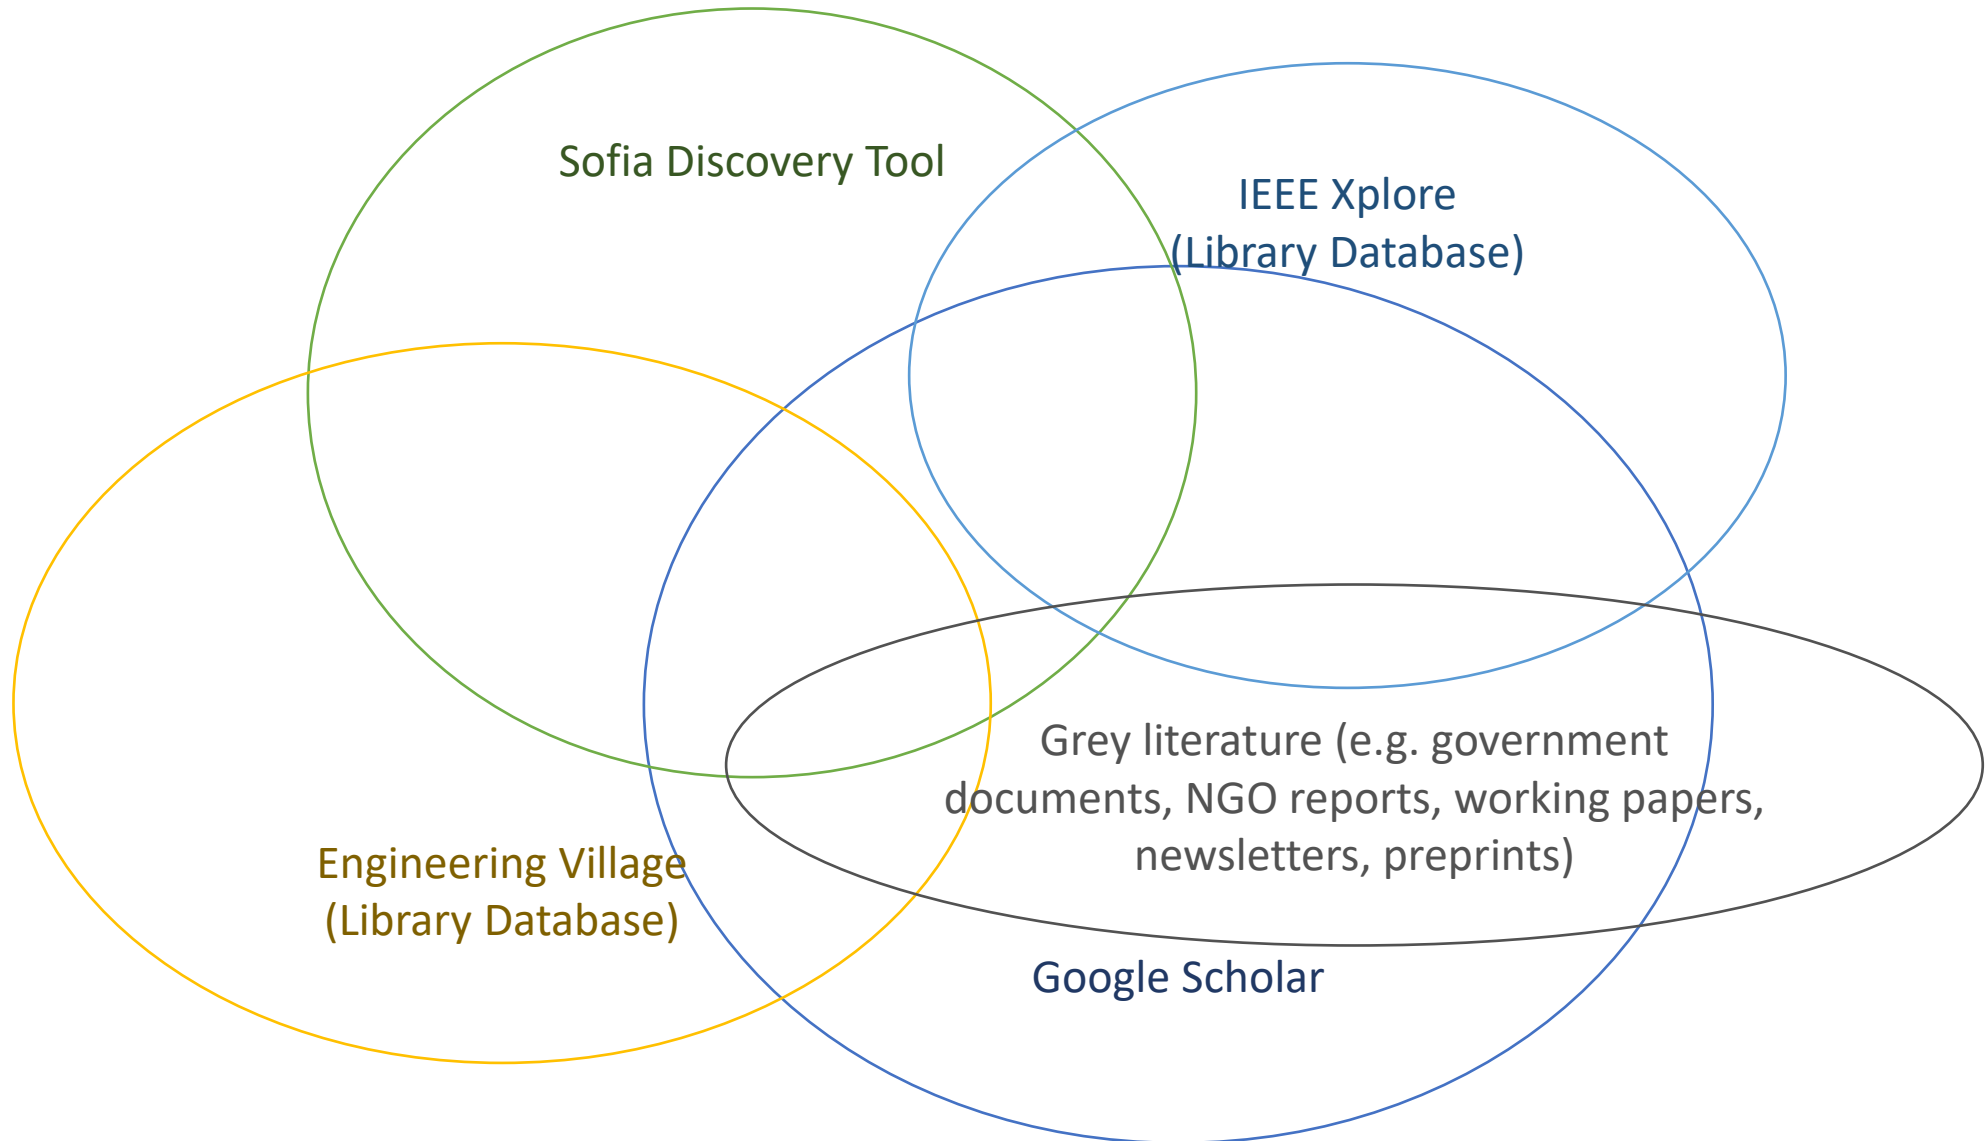 Sofia Discovery Tool
IEEE Xplore
(Library Database)
Grey literature (e.g. government
documents, NGO reports, working papers,
newsletters, preprints)
Engineering Village
(Library Database)
Google Scholar